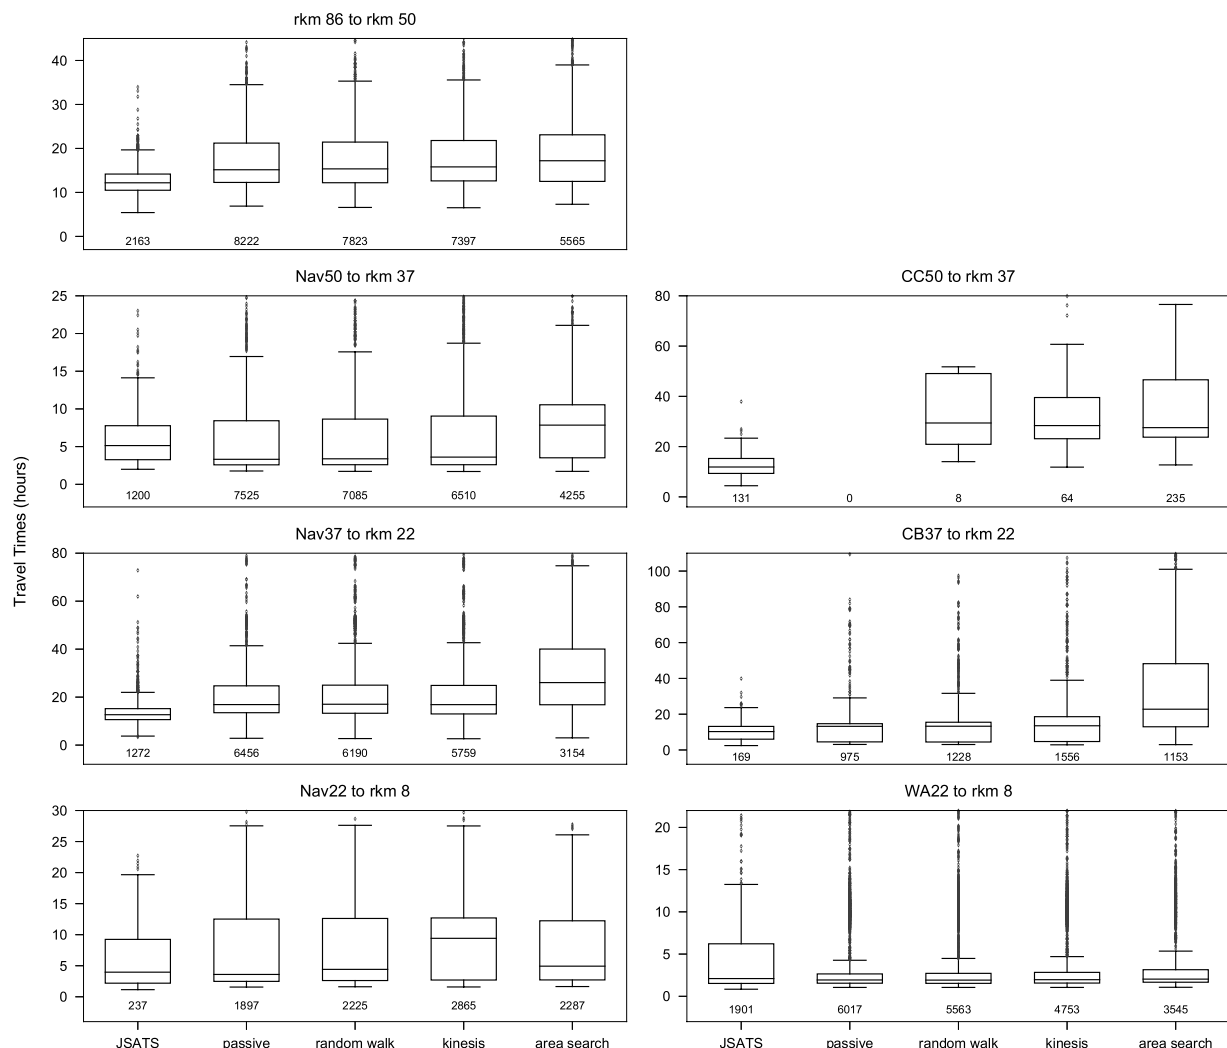 rkm 86 to rkm 50
40
30
20
10
0
2163 8222 7823 7397 5565
Nav50 to rkm 37
25
20
15
10
5
0
1200 7525 7085 6510 4255
CC50 to rkm 37
80
60
40
20
0
131 0 8 64 235
Travel Times (hours)
Nav37 to rkm 22
80
60
40
20
0
1272 6456 6190 5759 3154
CB37 to rkm 22
100
80
60
40
20
0
169 975 1228 1556 1153
Nav22 to rkm 8
30
25
20
15
10
5
0
237 1897 2225 2865 2287
JSATS passive random walk kinesis area search
WA22 to rkm 8
20
15
10
5
0
1901 6017 5563 4753 3545
JSATS passive random walk kinesis area search